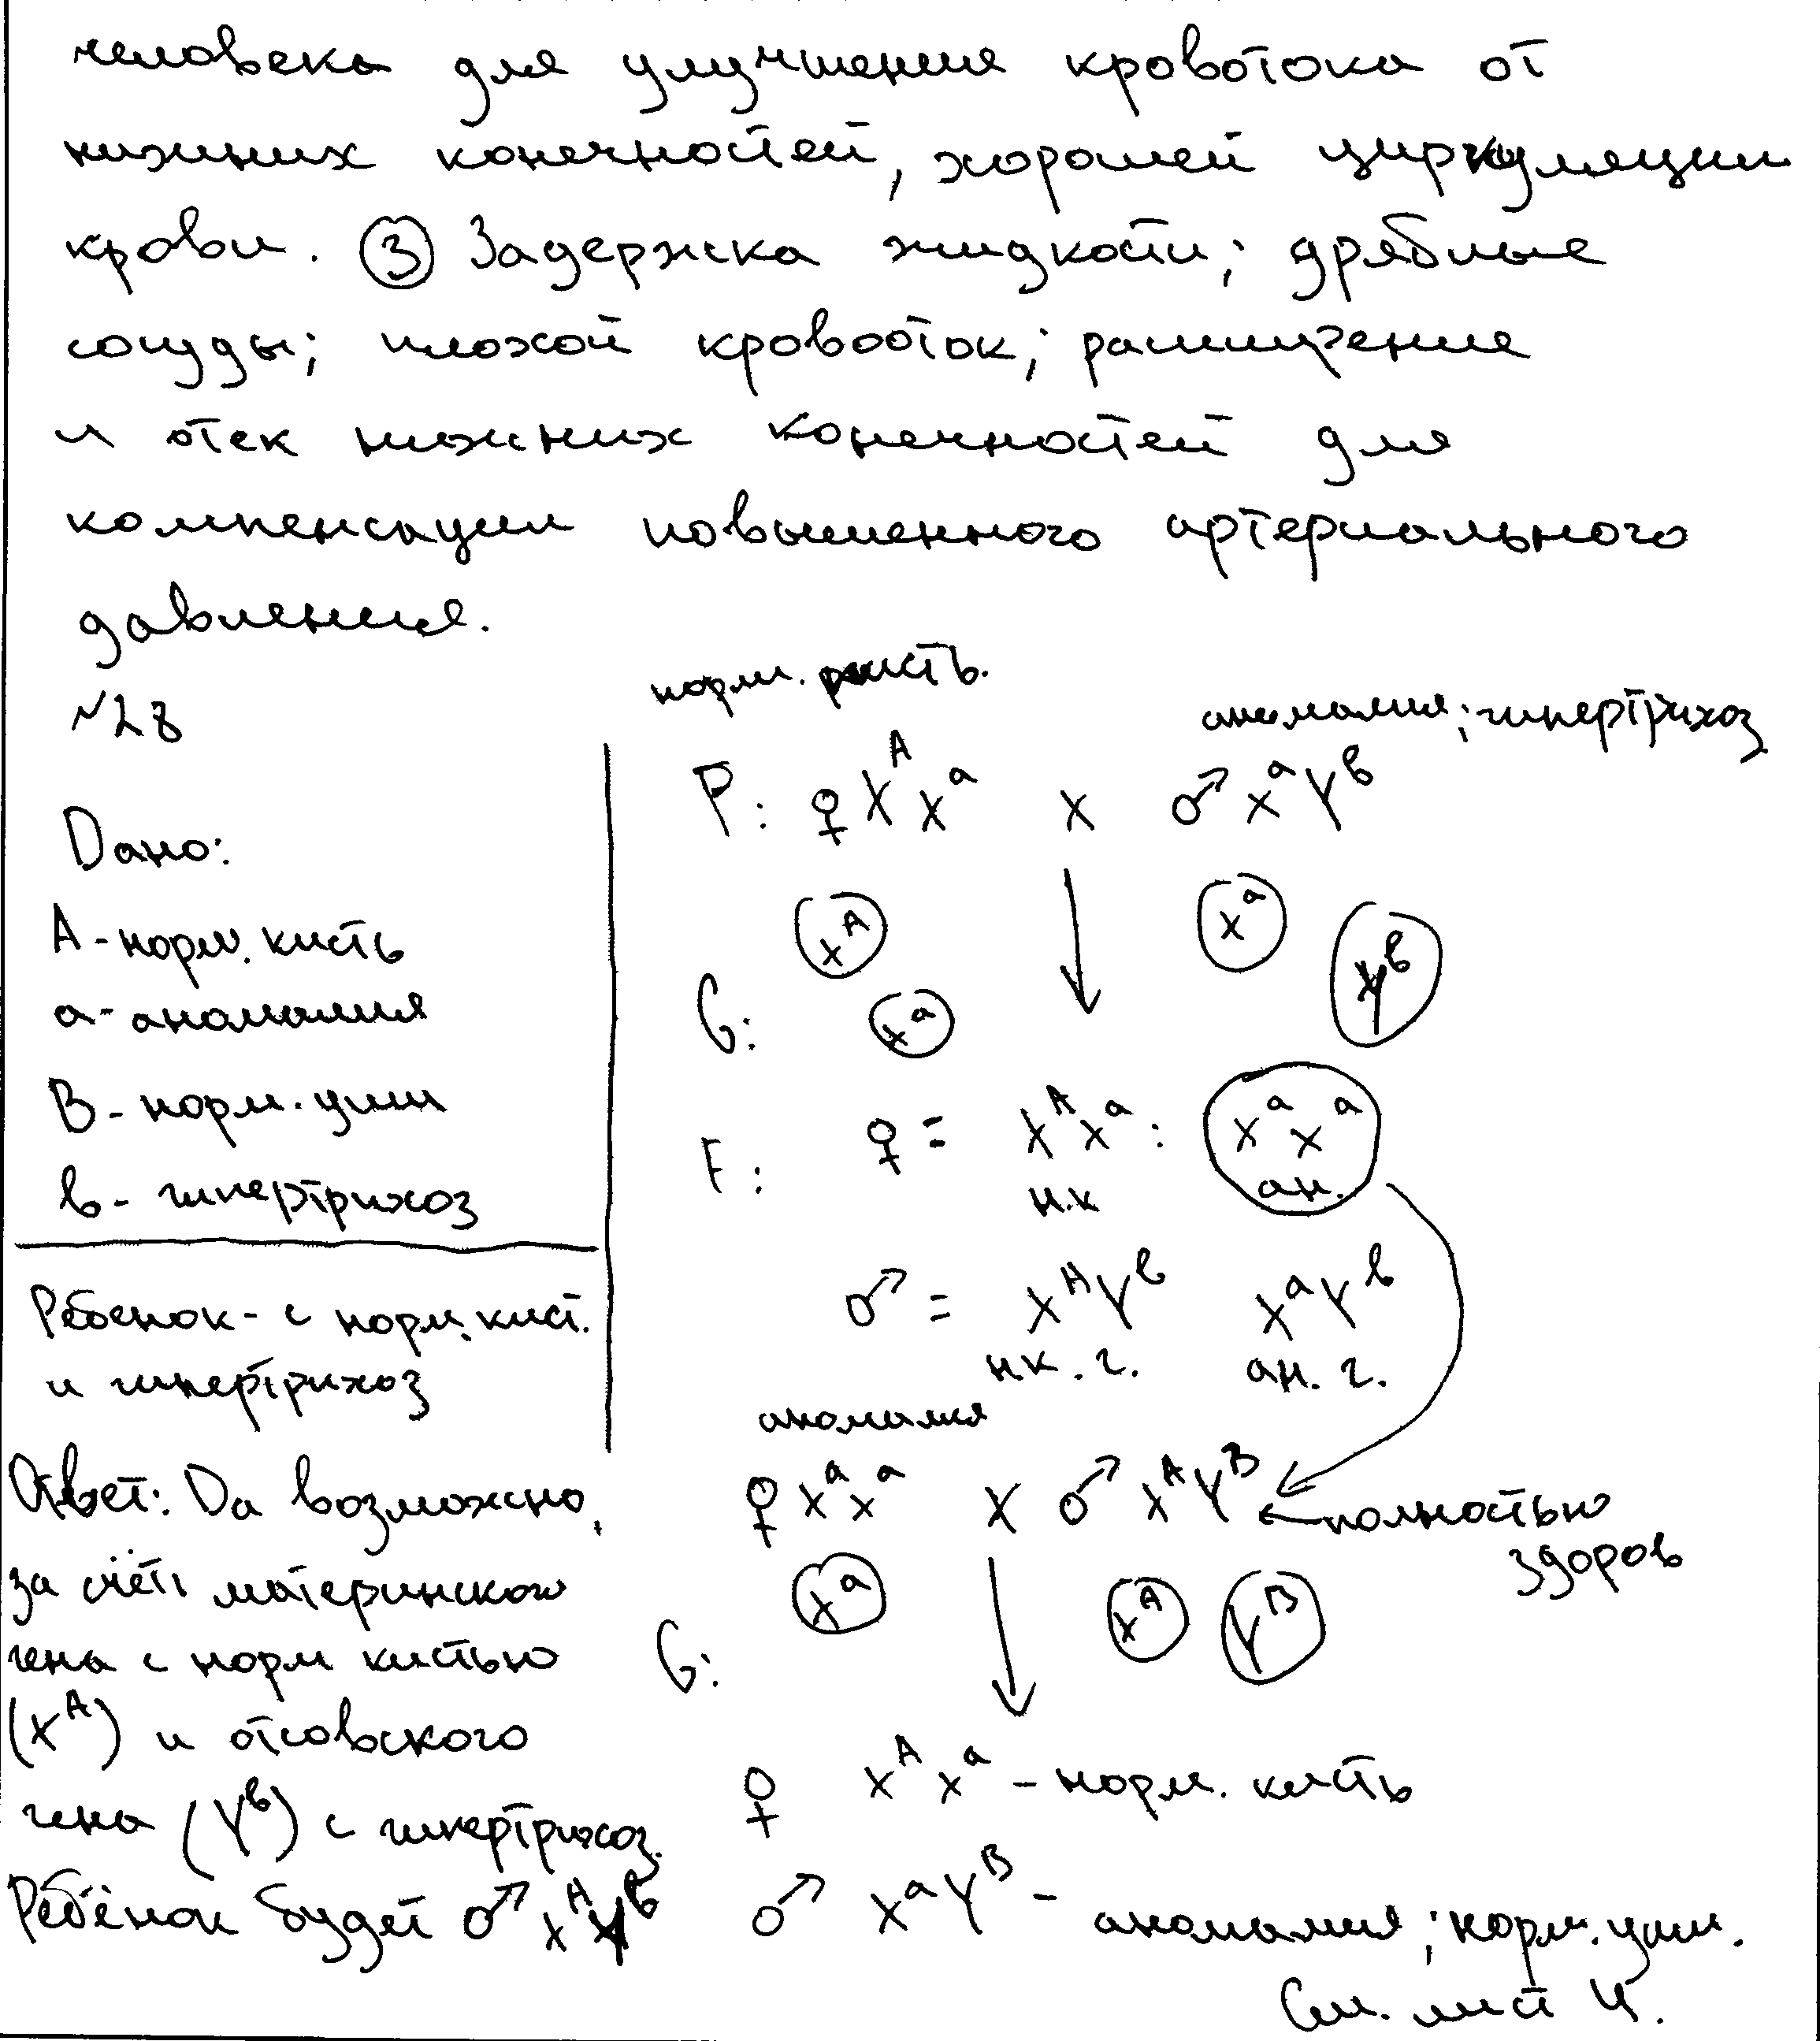 человека для улучшения кровотока от
нижних конечностей, хорошей циркуляции
крови. ③ Задержка жидкости; дряблые
сосуды; плохой кровооток; расширение
и отек нижних конечностей для
компенсации повышенного артериального
давления.
№28
Дано:
А - норм. кисть
а - аномалия
В - норм. уши
в - гипертрихоз
Ребенок - с норм. кист.
и гипертрихоз
Ответ: Да возможно,
за счёт материнского
гена с норм кистью
(X^A) и отцовского
гена (Y^в) с гипертрихоз.
Ребёнок будет ♂ X^A Y^в
норм. кисть.
аномалия; гипертрихоз
P: ♀ X^A X^a x ♂ X^a Y^в
G: X^A X^a X^a Y^в
F: ♀ = X^A X^a : X^a X^a
н.к ан.
♂ = X^A Y^в X^a Y^в
нк. г. ан. г.
аномалия
♀ X^a X^a x ♂ X^A Y^B ← полностью
здоров
G: X^a X^A Y^B
♀ X^A X^a - норм. кисть
♂ X^a Y^B - аномалия; норм. уши.
См. лист 4.